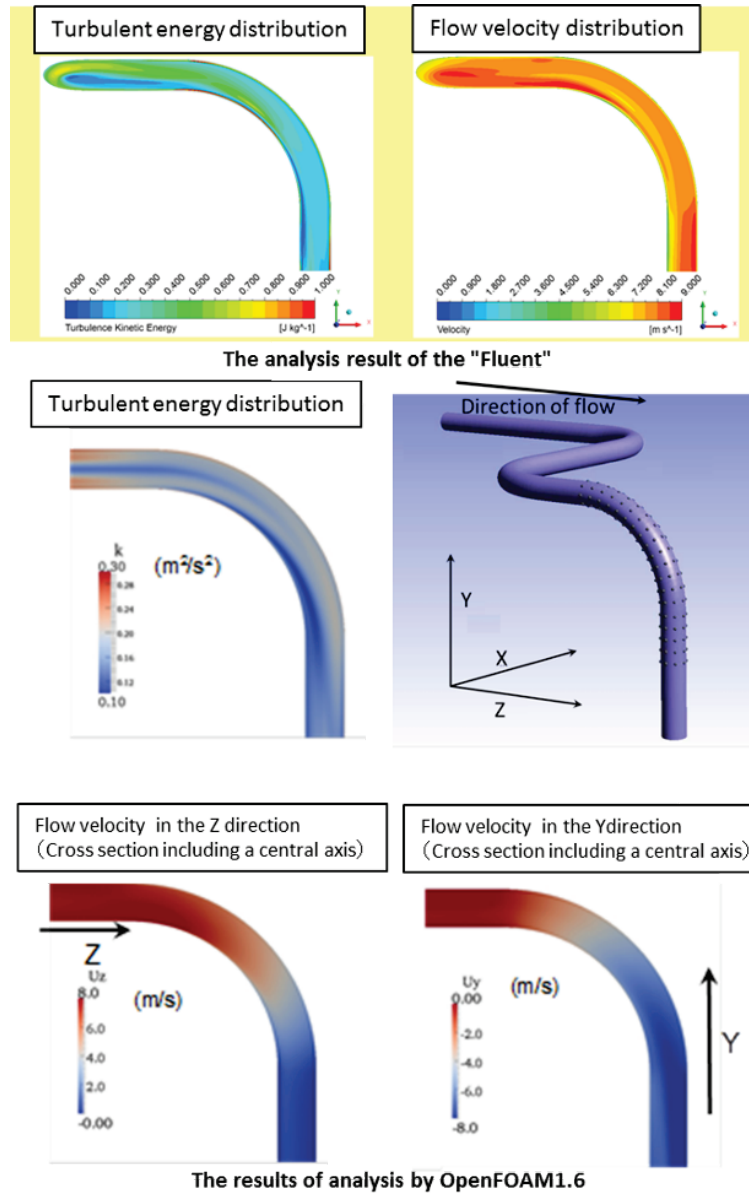 Turbulent energy distribution
Flow velocity distribution
0.000 0.100 0.200 0.300 0.400 0.500 0.600 0.700 0.800 0.900 1.000
Turbulence Kinetic Energy [J kg^-1]
Y
X
0.000 0.900 1.800 2.700 3.600 4.500 5.400 6.300 7.200 8.100 9.000
Velocity [m s^-1]
Y
X
The analysis result of the "Fluent"
Turbulent energy distribution
k
0.30
0.28
0.20
0.12
0.10
(m²/s²)
Direction of flow
Y
X
Z
Flow velocity in the Z direction
(Cross section including a central axis)
Flow velocity in the Ydirection
(Cross section including a central axis)
Z
Uz
8.0
6.0
4.0
2.0
-0.00
(m/s)
Uy
0.00
-2.0
-4.0
-6.0
-8.0
(m/s)
Y
The results of analysis by OpenFOAM1.6